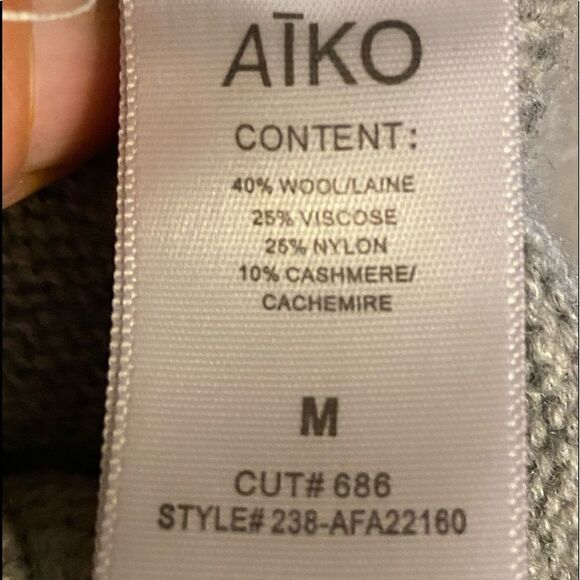 AĪKO
CONTENT:
40% WOOL/LAINE
25% VISCOSE
25% NYLON
10% CASHMERE/
CACHEMIRE
M
CUT# 686
STYLE# 238-AFA22160